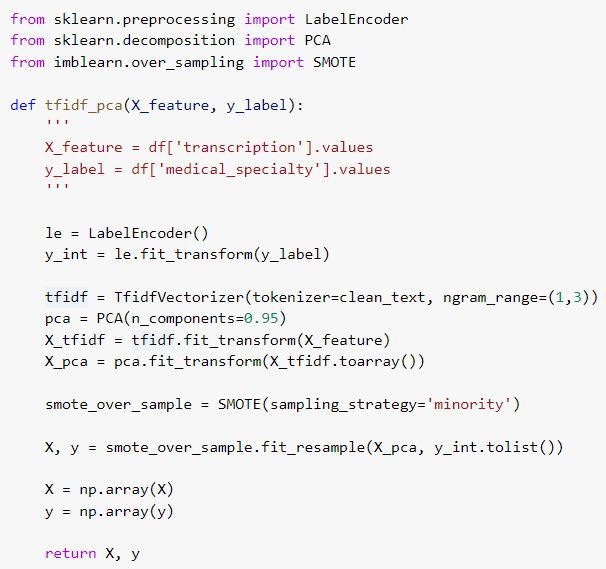 from sklearn.preprocessing import LabelEncoder
from sklearn.decomposition import PCA
from imblearn.over_sampling import SMOTE

def tfidf_pca(X_feature, y_label):
    '''
    X_feature = df['transcription'].values
    y_label = df['medical_specialty'].values
    '''

    le = LabelEncoder()
    y_int = le.fit_transform(y_label)

    tfidf = TfidfVectorizer(tokenizer=clean_text, ngram_range=(1,3))
    pca = PCA(n_components=0.95)
    X_tfidf = tfidf.fit_transform(X_feature)
    X_pca = pca.fit_transform(X_tfidf.toarray())

    smote_over_sample = SMOTE(sampling_strategy='minority')

    X, y = smote_over_sample.fit_resample(X_pca, y_int.tolist())

    X = np.array(X)
    y = np.array(y)

    return X, y